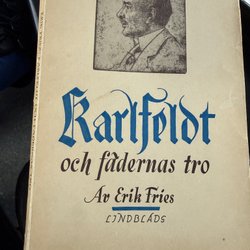 Karlfeldt
och fädernas tro
Av Erik Fries
LINDBLADS